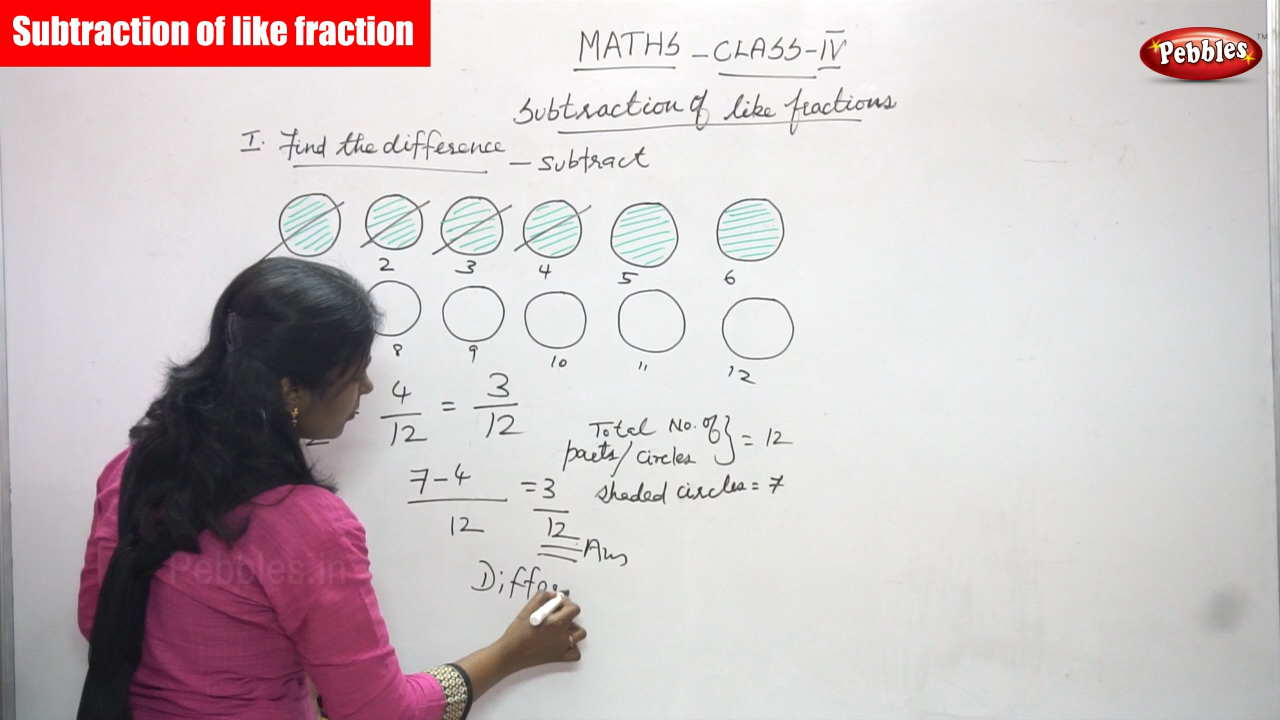 Subtraction of like fraction
MATHS – CLASS – IV
Pebbles TM
Subtraction of like fractions
I. Find the difference – subtract
2 3 4 5 6
8 9 10 11 12
4/12 = 3/12
Total No. of
parts/circles } = 12
7-4/12 = 3/12 Ans
shaded circles = 7
Pebbles.in
Diffe